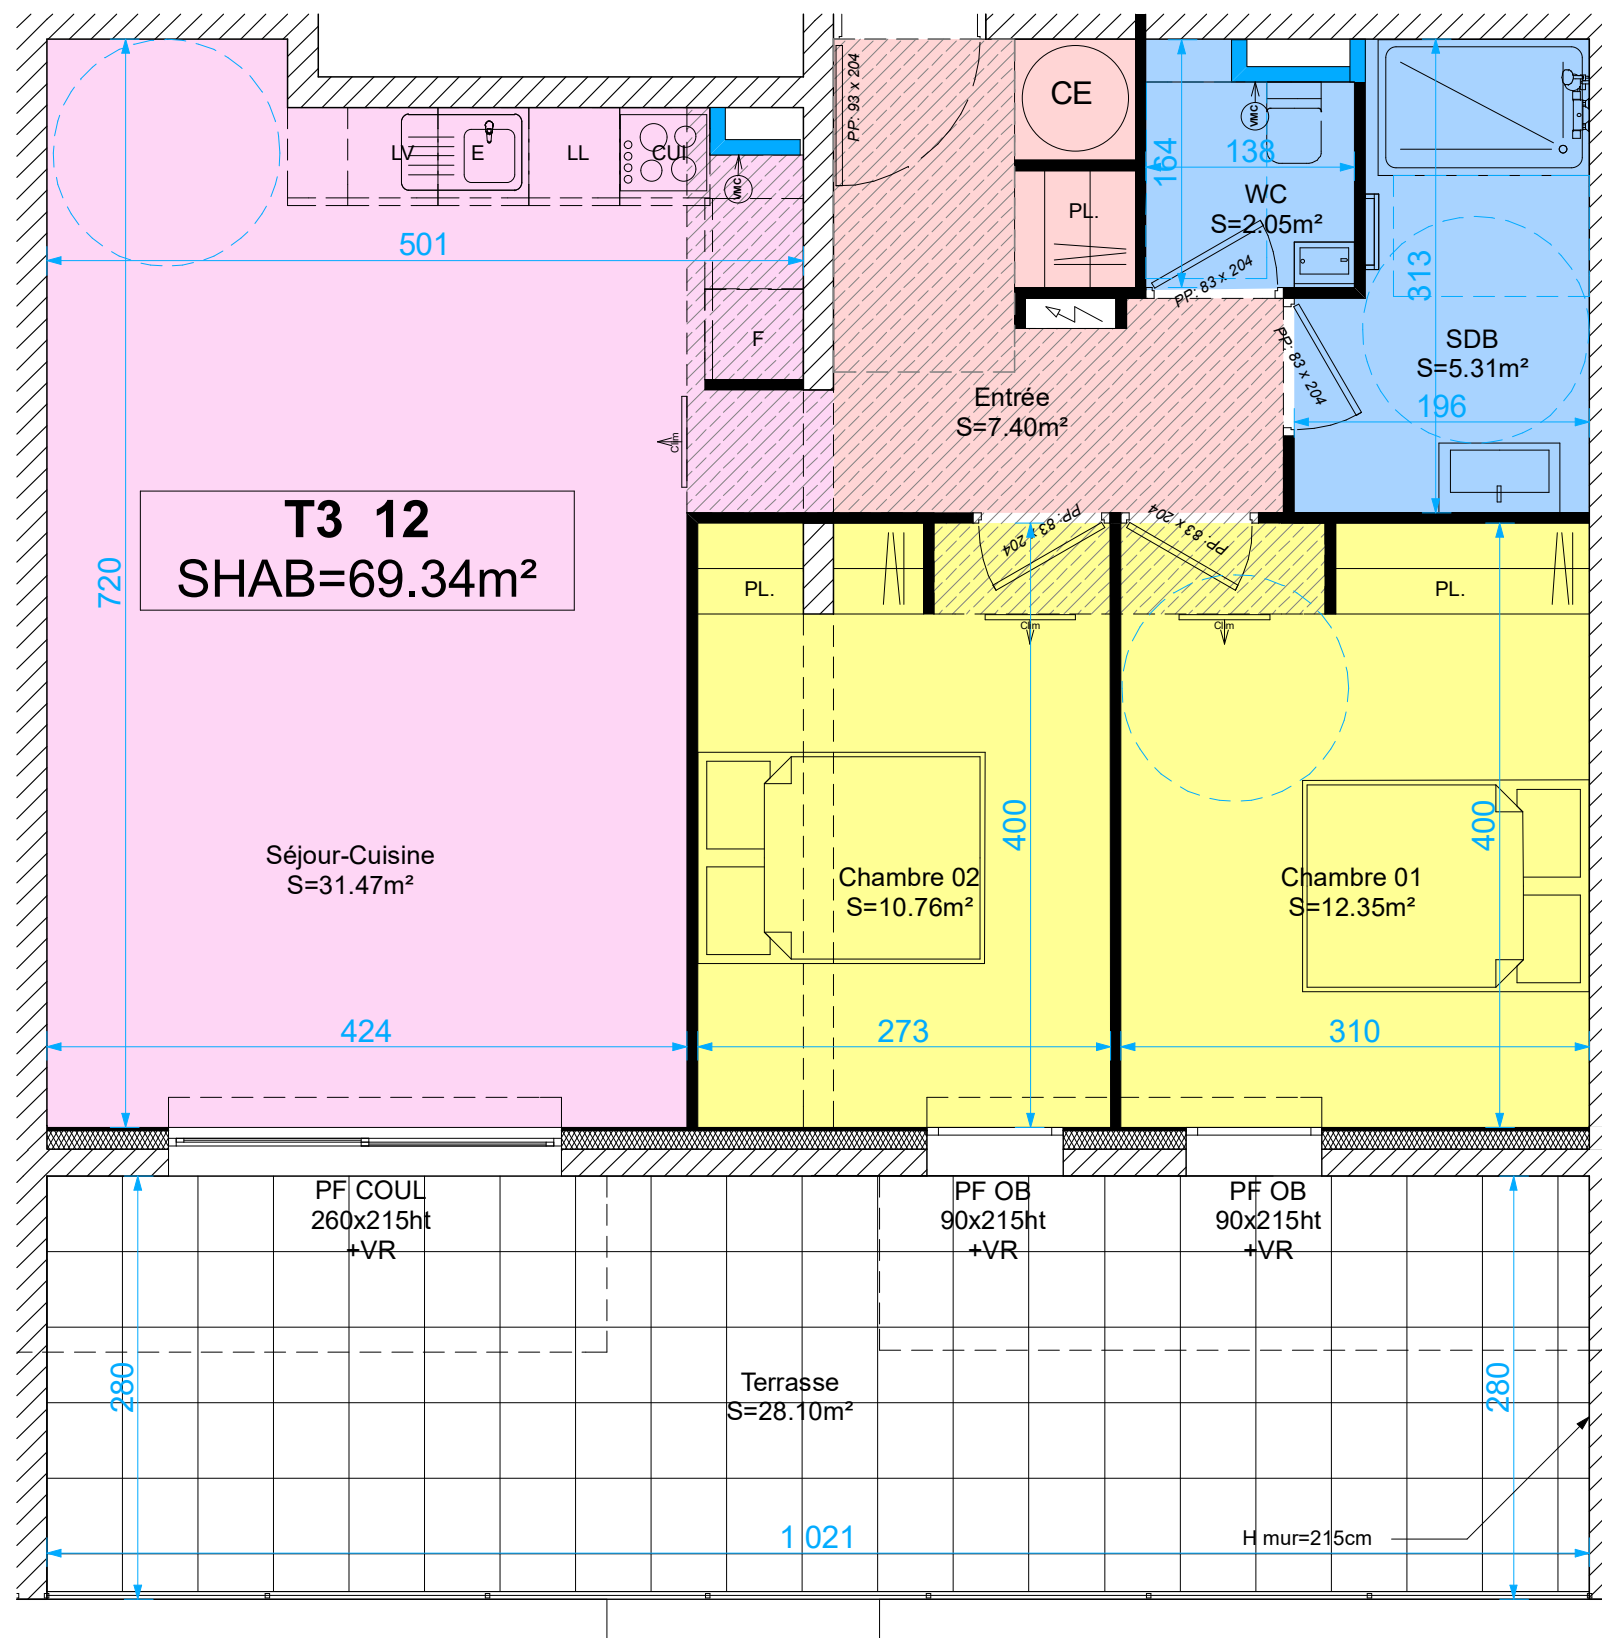 PP: 93 x 204
CE
LV
E
LL
CUI
VMC
VMC
164
138
WC
S=2.05m²
PL.
PP: 83 x 204
501
313
F
SDB
S=5.31m²
PP: 83 x 204
196
Entrée
S=7.40m²
Clim
T3 12
SHAB=69.34m²
720
PP: 83 x 204
PP: 83 x 204
PL.
PL.
Clim
Clim
400
400
Séjour-Cuisine
S=31.47m²
Chambre 02
S=10.76m²
Chambre 01
S=12.35m²
424
273
310
PF COUL
260x215ht
+VR
PF OB
90x215ht
+VR
PF OB
90x215ht
+VR
280
Terrasse
S=28.10m²
280
1 021
H mur=215cm